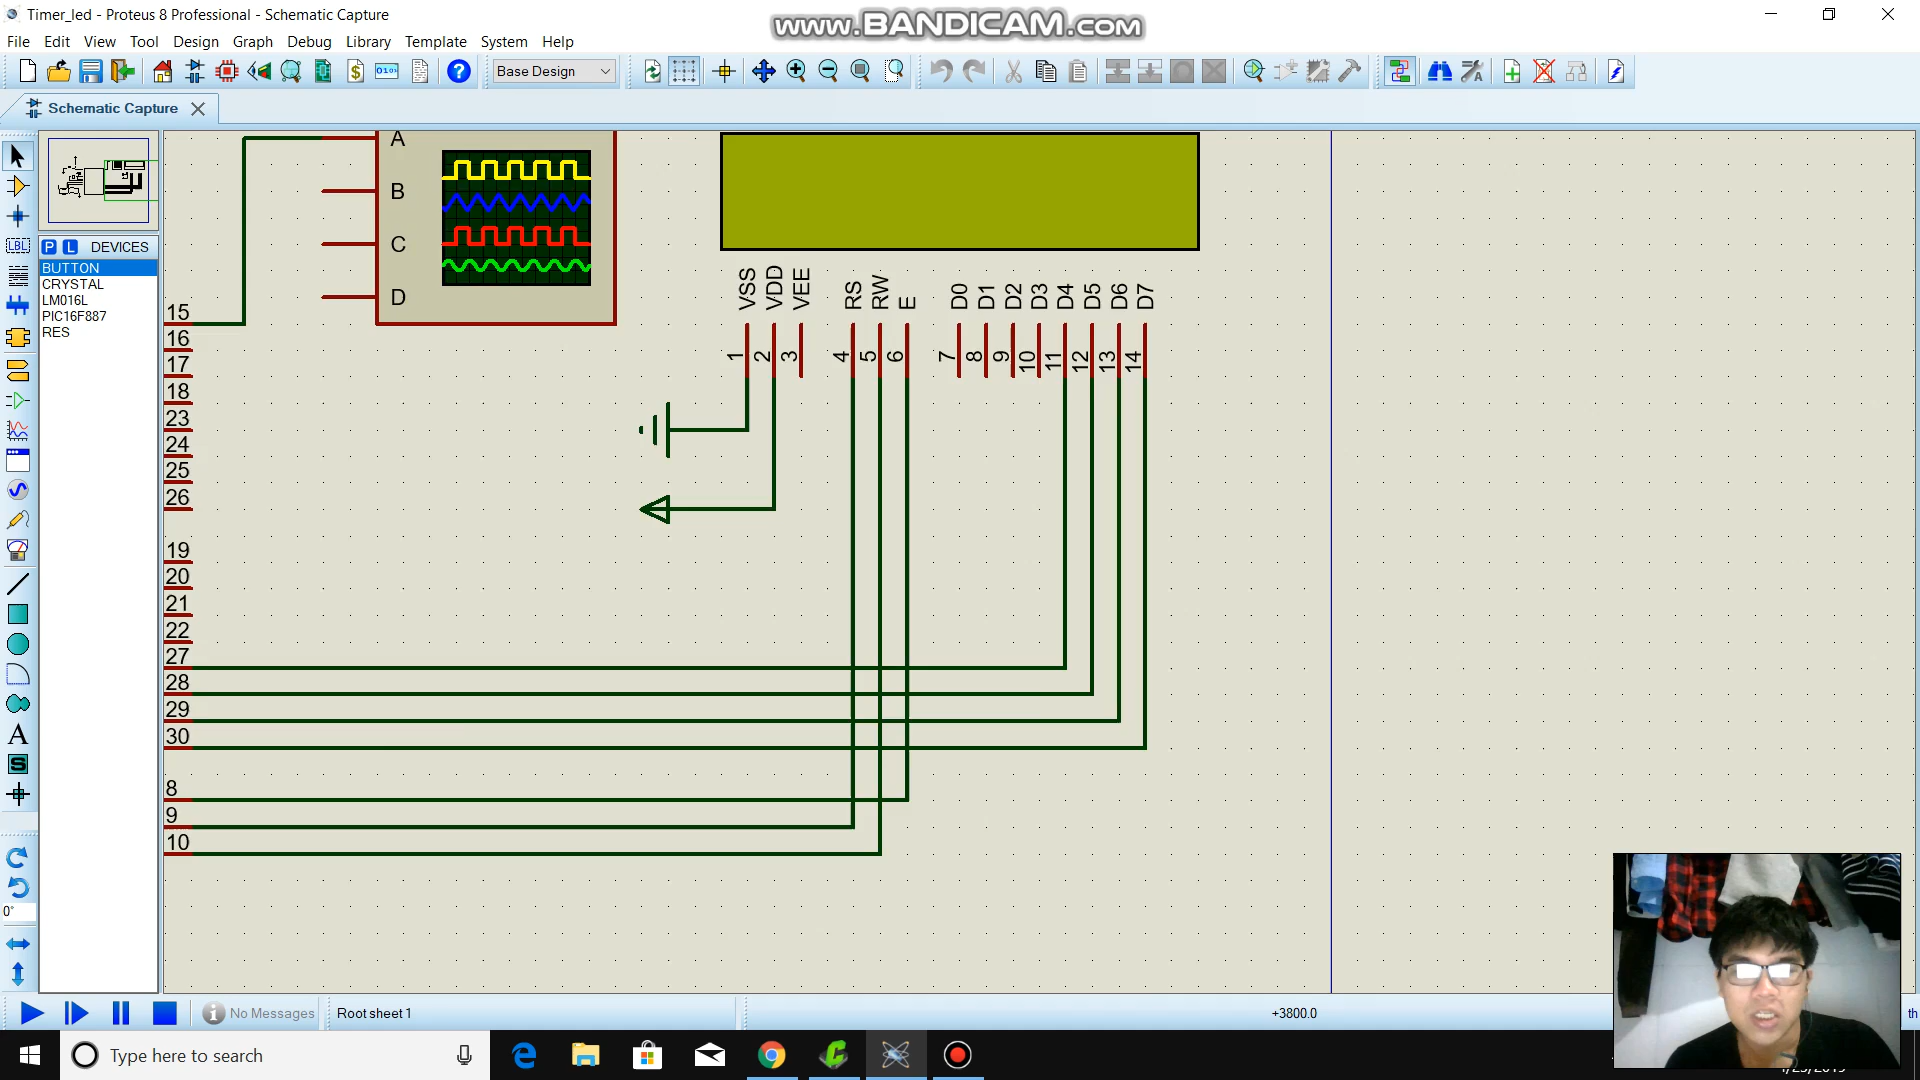 Timer_led - Proteus 8 Professional - Schematic Capture
www.BANDICAM.com
File Edit View Tool Design Graph Debug Library Template System Help
Base Design
Schematic Capture
P L DEVICES
BUTTON
CRYSTAL
LM016L
PIC16F887
RES
LBL
A
S
0°
A
B
C
D
VSS VDD VEE RS RW E D0 D1 D2 D3 D4 D5 D6 D7
1 2 3 4 5 6 7 8 9 10 11 12 13 14
15
16
17
18
23
24
25
26
19
20
21
22
27
28
29
30
8
9
10
No Messages
Root sheet 1
+3800.0
th
Type here to search